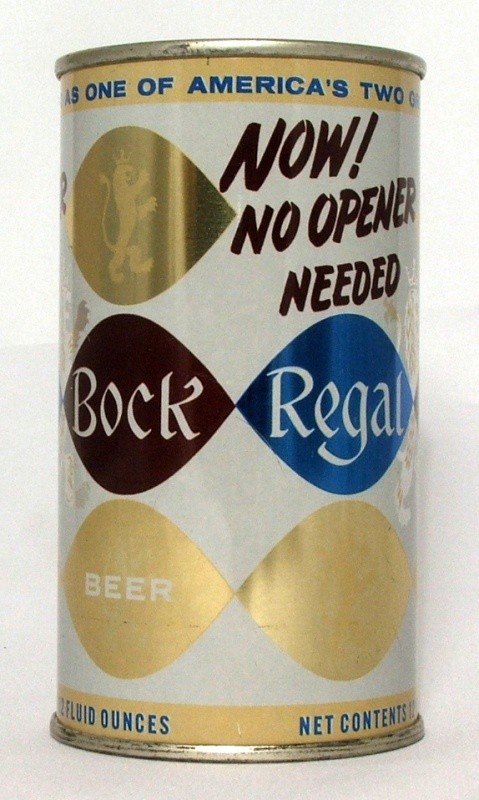 AS ONE OF AMERICA'S TWO
NOW!
NO OPENER
NEEDED
Bock Regal
BEER
FLUID OUNCES NET CONTENTS